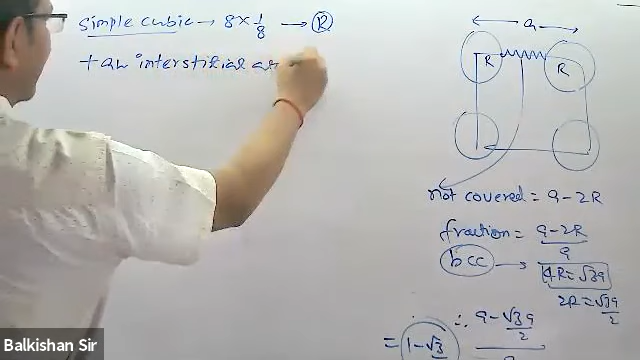 simple cubic → 8 × 1/8 → R
+ an interstitial
a
R R
not covered = a - 2R
fraction = a - 2R / a
bcc → 4R = √3a
2R = √3a / 2
∴ a - √3a/2
= 1 - √3
Balkishan Sir